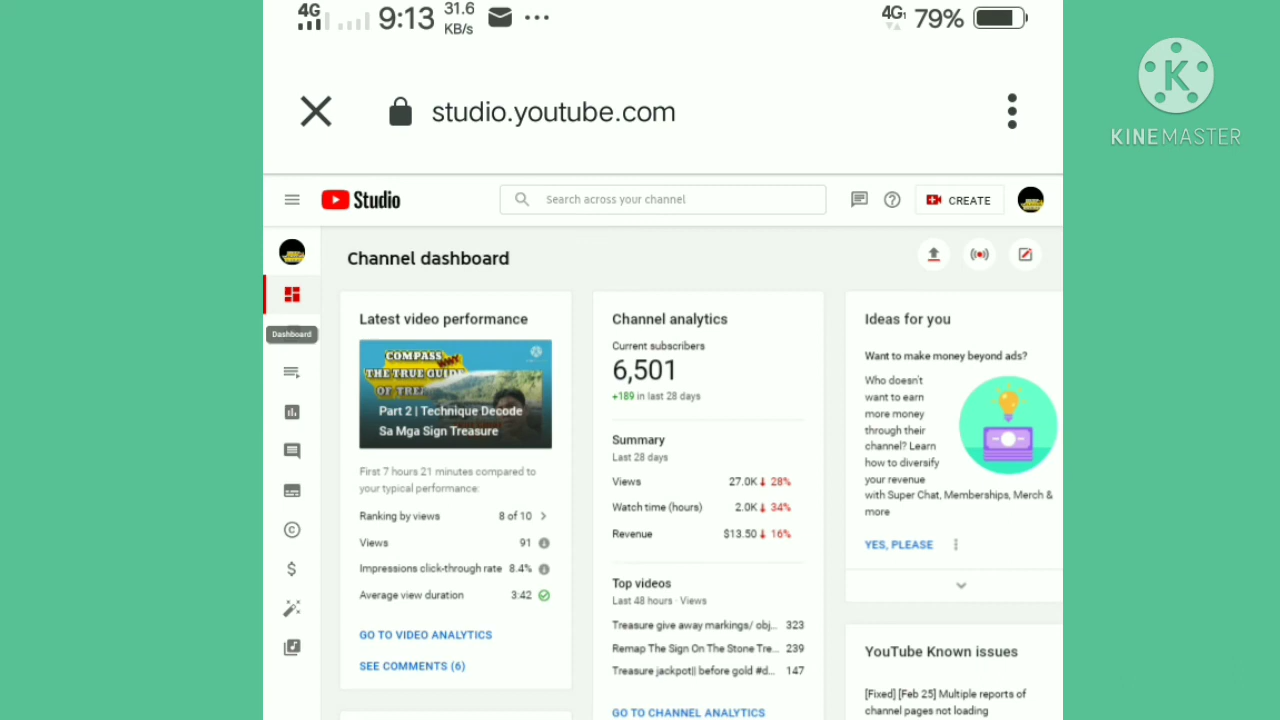 4G 9:13 31.6 KB/s 4G 79%
studio.youtube.com
KINEMASTER
Studio Search across your channel CREATE
Channel dashboard
Dashboard
Latest video performance
COMPASS WHY
THE TRUE GUIDE
OF TRE
Part 2 | Technique Decode
Sa Mga Sign Treasure
First 7 hours 21 minutes compared to
your typical performance:
Ranking by views 8 of 10
Views 91
Impressions click-through rate 8.4%
Average view duration 3:42
GO TO VIDEO ANALYTICS
SEE COMMENTS (6)
Channel analytics
Current subscribers
6,501
+189 in last 28 days
Summary
Last 28 days
Views 27.0K 28%
Watch time (hours) 2.0K 34%
Revenue $13.50 16%
Top videos
Last 48 hours · Views
Treasure give away markings/ obj... 323
Remap The Sign On The Stone Tre... 239
Treasure jackpot|| before gold #d... 147
GO TO CHANNEL ANALYTICS
Ideas for you
Want to make money beyond ads?
Who doesn't
want to earn
more money
through their
channel? Learn
how to diversify
your revenue
with Super Chat, Memberships, Merch &
more
YES, PLEASE
YouTube Known issues
[Fixed] [Feb 25] Multiple reports of
channel pages not loading